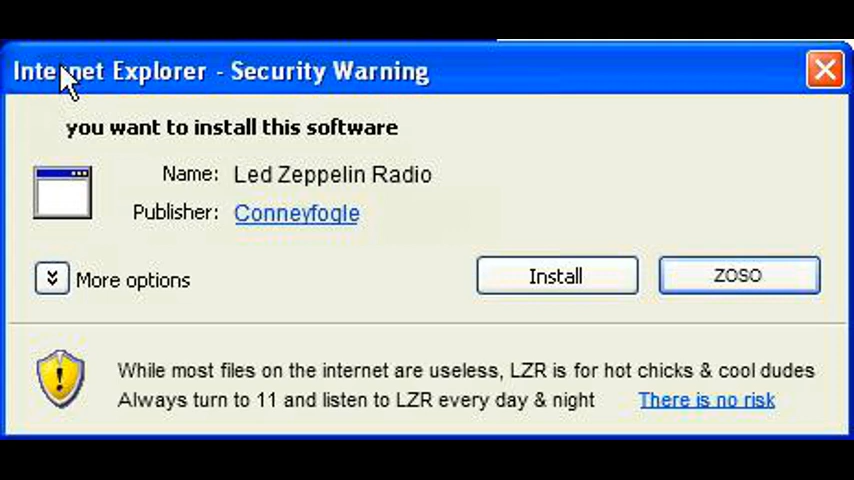 Internet Explorer - Security Warning
you want to install this software
Name: Led Zeppelin Radio
Publisher: Conneyfogle
More options
Install
ZOSO
While most files on the internet are useless, LZR is for hot chicks & cool dudes
Always turn to 11 and listen to LZR every day & night There is no risk